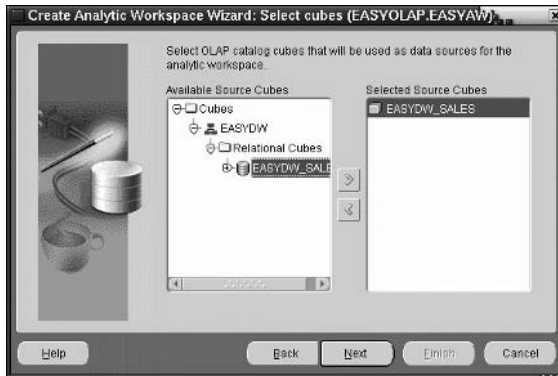 Create Analytic Workspace Wizard: Select cubes (EASYOLAP.EASYAW)
Select OLAP catalog cubes that will be used as data sources for the
analytic workspace.
Available Source Cubes
Selected Source Cubes
Cubes
EASYDW
Relational Cubes
EASYDW_SALE
EASYDW_SALES
Help
Back
Next
Finish
Cancel